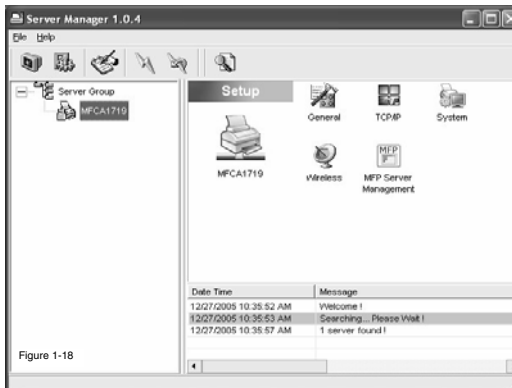 Server Manager 1.0.4
File Help
Server Group
MFCA1719
Setup
General
TCP/IP
System
MFCA1719
Wireless
MFP
MFP Server
Management
Date Time Message
12/27/2005 10:35:52 AM Welcome !
12/27/2005 10:35:53 AM Searching... Please Wait !
12/27/2005 10:35:57 AM 1 server found !
Figure 1-18